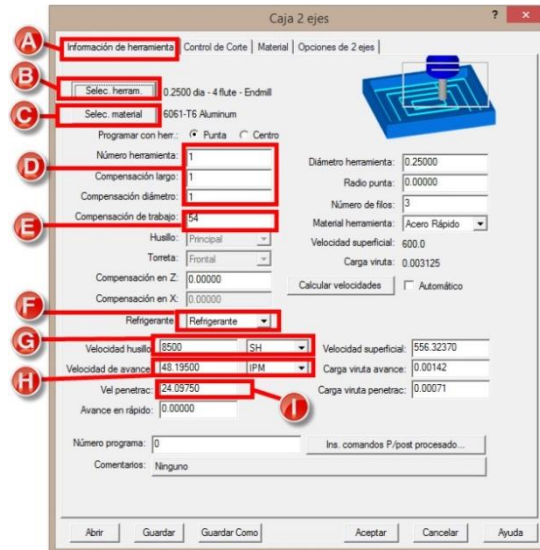 Caja 2 ejes ? ×
A Información de herramienta Control de Corte Material Opciones de 2 ejes
B Selec. herram. 0.2500 dia - 4 flute - Endmill
C Selec. material 6061-T6 Aluminum
Programar con herr.: Punta Centro
D Número herramienta: 1 Diámetro herramienta: 0.25000
Compensación largo: 1 Radio punta: 0.00000
Compensación diámetro: 1 Número de filos: 3
E Compensación de trabajo: 54 Material herramienta: Acero Rápido
Husillo: Principal Velocidad superficial: 600.0
Torreta: Frontal Carga viruta: 0.003125
Compensación en Z: 0.00000 Calcular velocidades Automático
Compensación en X: 0.00000
F Refrigerante Refrigerante
G Velocidad husillo 8500 SH Velocidad superficial: 556.32370
H Velocidad de avance: 48.19500 IPM Carga viruta avance: 0.00142
Vel penetrac: 24.09750 I Carga viruta penetrac: 0.00071
Avance en rápido: 0.00000
Número programa: 0 Ins. comandos P/post procesado...
Comentarios: Ninguno
Abrir Guardar Guardar Como Aceptar Cancelar Ayuda